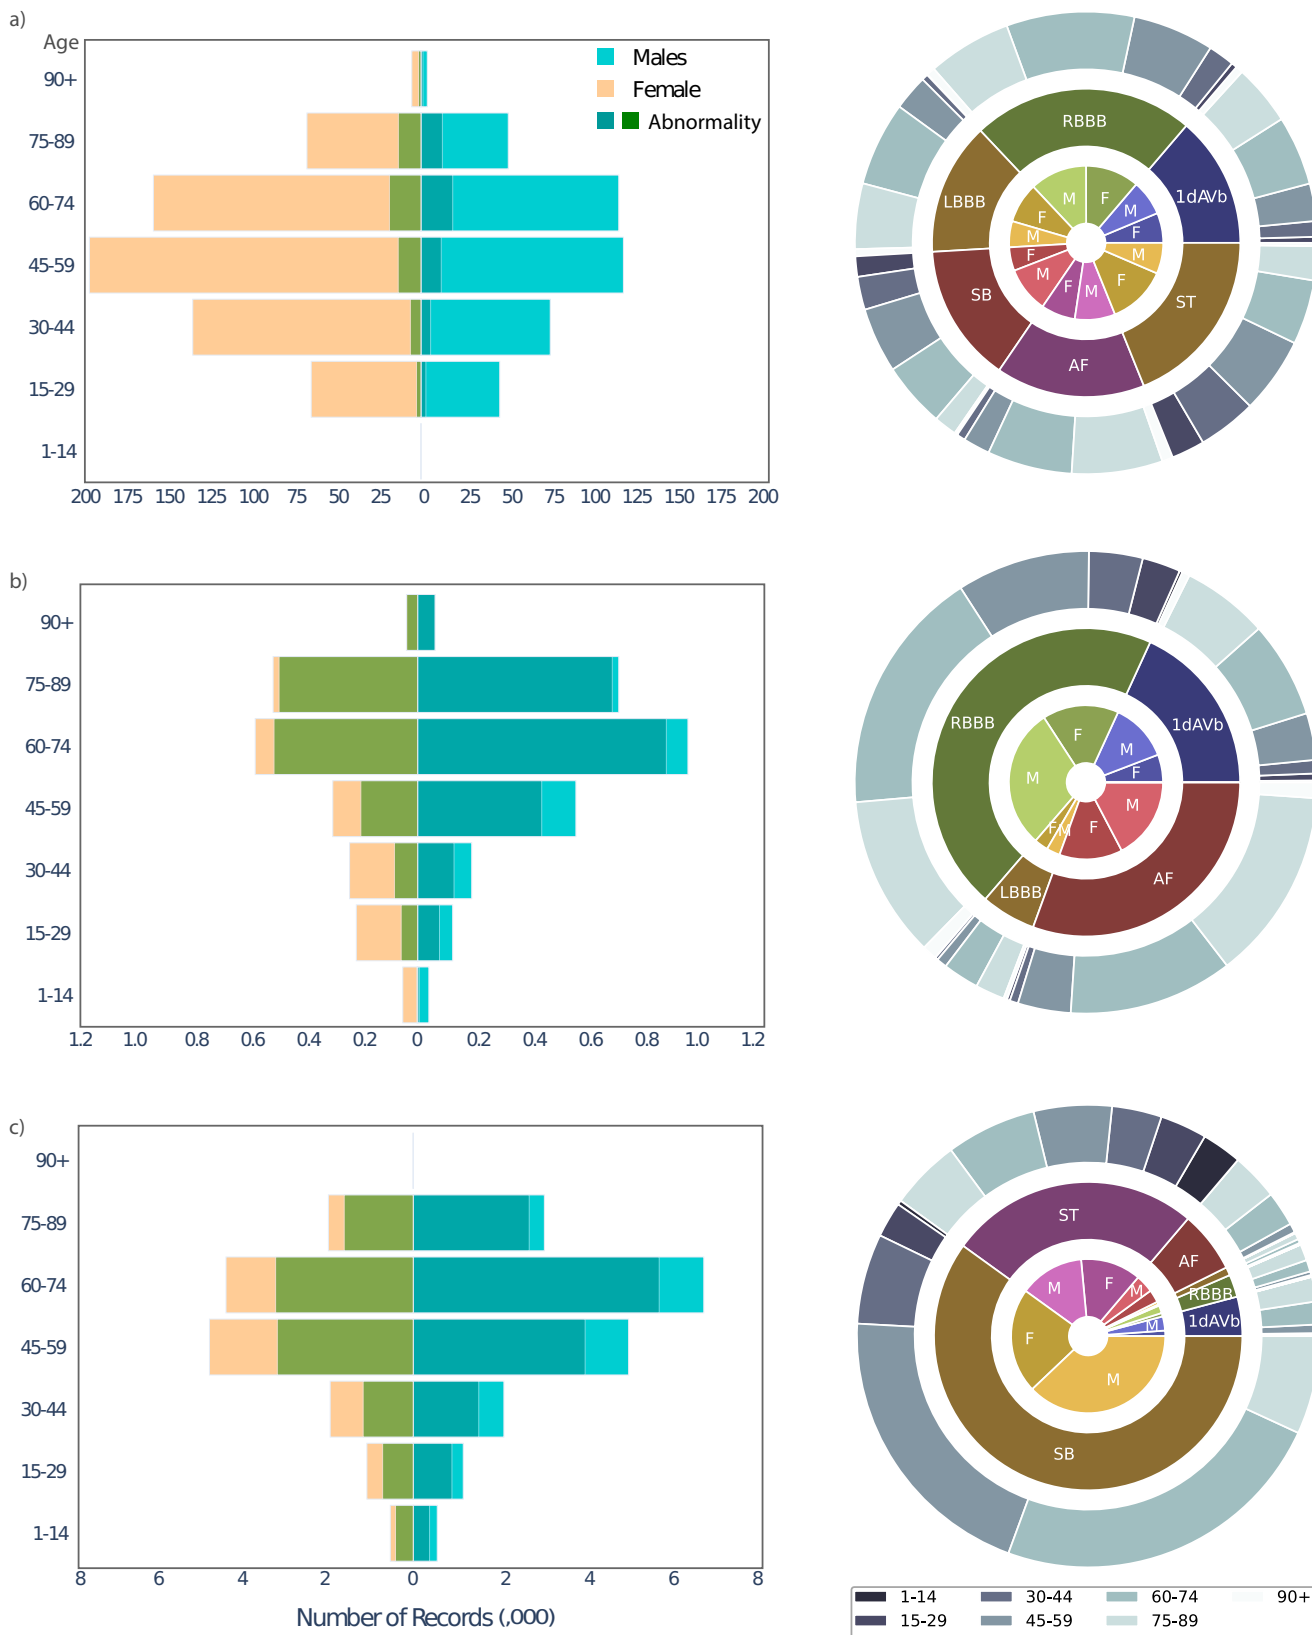 a)
Age
90+
75-89
60-74
45-59
30-44
15-29
1-14
Males
Female
Abnormality
200 175 150 125 100 75 50 25 0 25 50 75 100 125 150 175 200
RBBB
1dAVb
LBBB
SB
AF
ST
M F M F M F M F M F M F
b)
90+
75-89
60-74
45-59
30-44
15-29
1-14
1.2 1.0 0.8 0.6 0.4 0.2 0 0.2 0.4 0.6 0.8 1.0 1.2
RBBB
1dAVb
LBBB
AF
F M F M F M F M
c)
90+
75-89
60-74
45-59
30-44
15-29
1-14
8 6 4 2 0 2 4 6 8
Number of Records (,000)
ST
AF
RBBB
1dAVb
SB
M F M M F M
1-14 30-44 60-74 90+
15-29 45-59 75-89